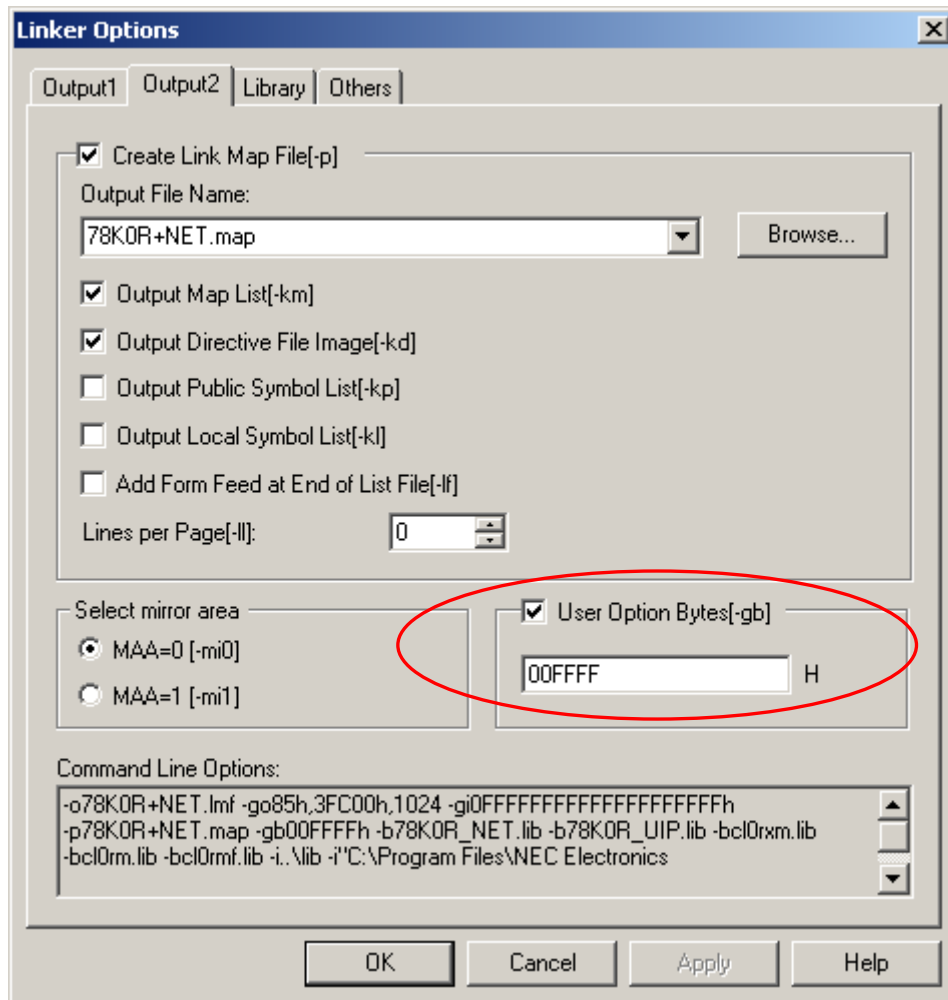 Linker Options
Output1 Output2 Library Others
Create Link Map File[-p]
Output File Name:
78K0R+NET.map
Browse...
Output Map List[-km]
Output Directive File Image[-kd]
Output Public Symbol List[-kp]
Output Local Symbol List[-kl]
Add Form Feed at End of List File[-lf]
Lines per Page[-ll]:
0
Select mirror area
MAA=0 [-mi0]
MAA=1 [-mi1]
User Option Bytes[-gb]
00FFFF H
Command Line Options:
-o78K0R+NET.lmf -go85h,3FC00h,1024 -gi0FFFFFFFFFFFFFFFFFFFFh
-p78K0R+NET.map -gb00FFFFh -b78K0R_NET.lib -b78K0R_UIP.lib -bcl0rxm.lib
-bcl0rm.lib -bcl0rmf.lib -i..\lib -i"C:\Program Files\NEC Electronics
OK Cancel Apply Help